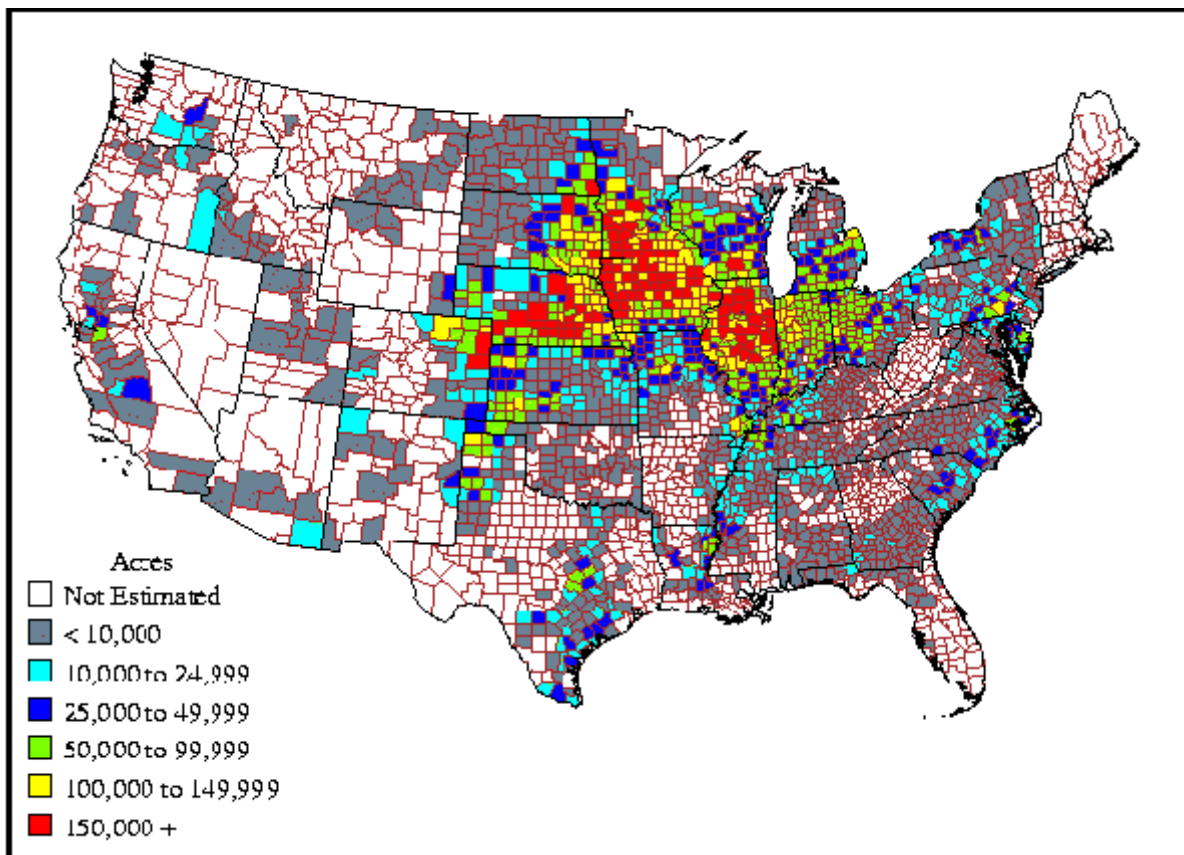 Acres
Not Estimated
< 10,000
10,000 to 24,999
25,000 to 49,999
50,000 to 99,999
100,000 to 149,999
150,000 +